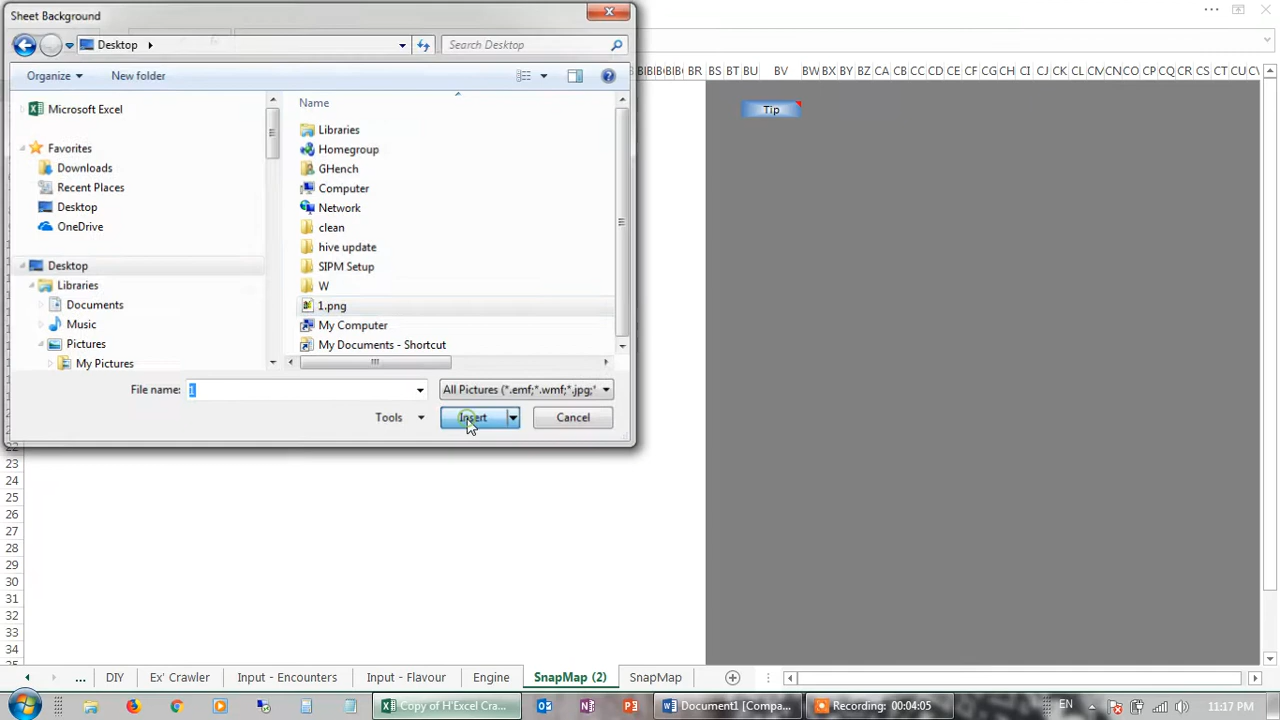 Sheet Background
Desktop
Search Desktop
Organize
New folder
Microsoft Excel
Favorites
Downloads
Recent Places
Desktop
OneDrive
Desktop
Libraries
Documents
Music
Pictures
My Pictures
Name
Libraries
Homegroup
GHench
Computer
Network
clean
hive update
SIPM Setup
W
1.png
My Computer
My Documents - Shortcut
File name: 1
All Pictures (*.emf;*.wmf;*.jpg;*
Tools
Insert
Cancel
BR BS BT BU BV BW BX BY BZ CA CB CC CD CE CF CG CH CI CJ CK CL CM CN CO CP CQ CR CS CT CU
Tip
23
24
25
26
27
28
29
30
31
32
33
34
... DIY Ex' Crawler Input - Encounters Input - Flavour Engine SnapMap (2) SnapMap
Copy of H'Excel Cra...
Document1 [Compa...
Recording: 00:04:05
EN
11:17 PM